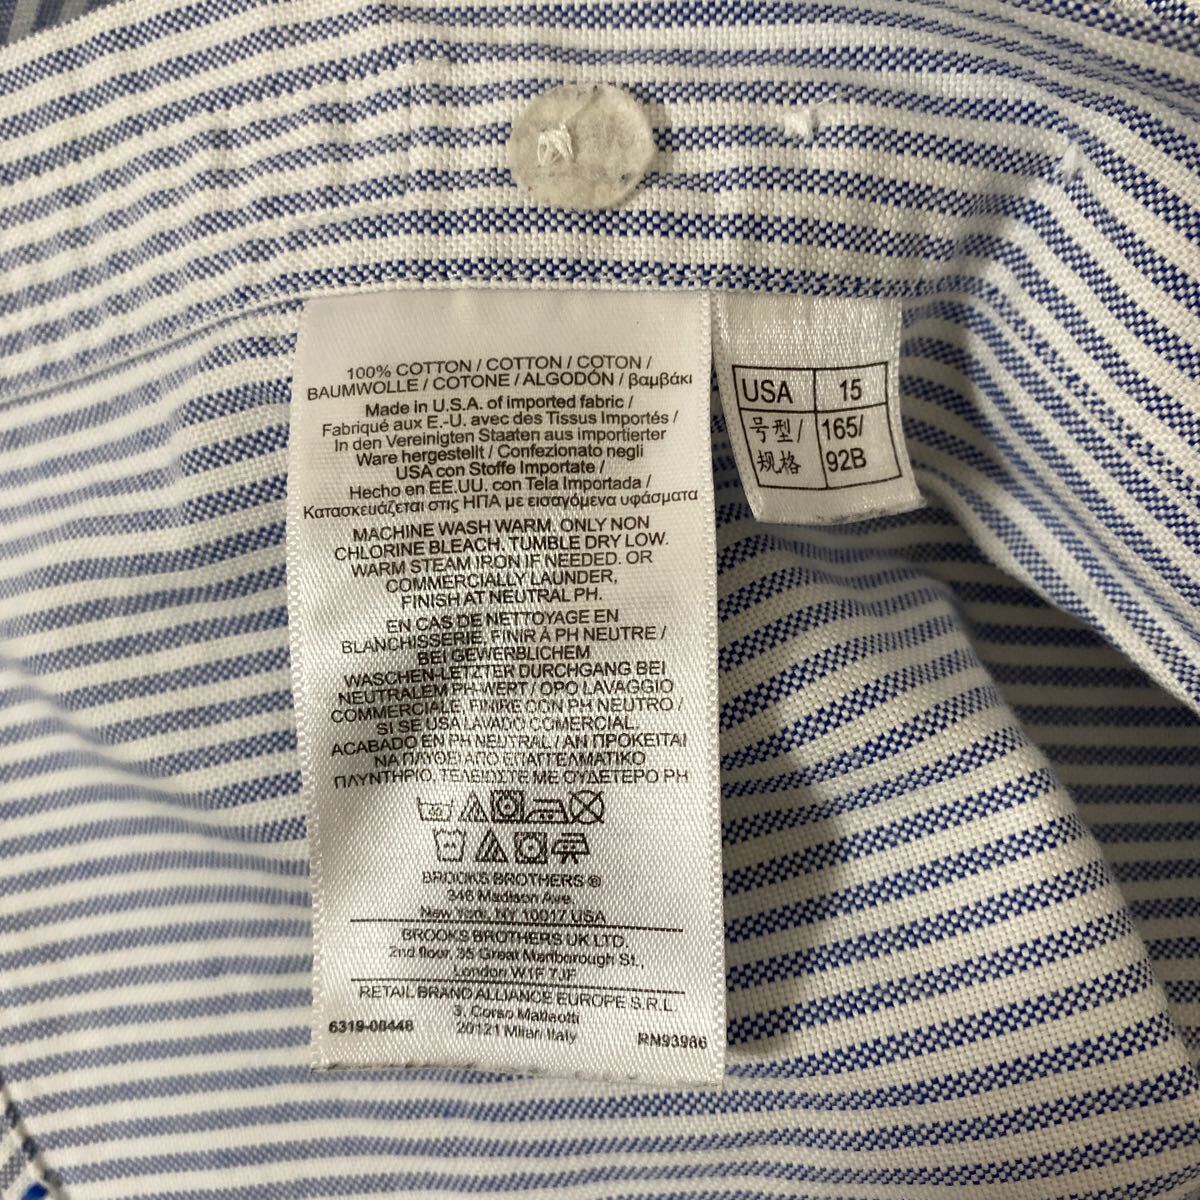 100% COTTON / COTTON / COTON /
BAUMWOLLE / COTONE / ALGODÓN / βαμβάκι
Made in U.S.A. of imported fabric /
Fabriqué aux E.-U. avec des Tissus Importés /
In den Vereinigten Staaten aus importierter
Ware hergestellt / Confezionato negli
USA con Stoffe Importate /
Hecho en EE.UU. con Tela Importada /
Κατασκευάζεται στις ΗΠΑ με εισαγόμενα υφάσματα
MACHINE WASH WARM. ONLY NON
CHLORINE BLEACH. TUMBLE DRY LOW.
WARM STEAM IRON IF NEEDED. OR
COMMERCIALLY LAUNDER,
FINISH AT NEUTRAL PH.
EN CAS DE NETTOYAGE EN
BLANCHISSERIE, FINIR À PH NEUTRE /
BEI GEWERBLICHEM
WASCHEN-LETZTER DURCHGANG BEI
NEUTRALEM PH-WERT / OPO LAVAGGIO
COMMERCIALE, FINIRE CON PH NEUTRO /
SI SE USA LAVADO COMERCIAL,
ACABADO EN PH NEUTRAL / ΑΝ ΠΡΟΚΕΙΤΑΙ
ΝΑ ΠΛΥΘΕΙ ΑΠΟ ΕΠΑΓΓΕΛΜΑΤΙΚΟ
ΠΛΥΝΤΗΡΙΟ, ΤΕΛΕΙΩΣΤΕ ΜΕ ΟΥΔΕΤΕΡΟ PH
BROOKS BROTHERS ®
346 Madison Ave.
New York, NY 10017 USA
BROOKS BROTHERS UK LTD.
2nd floor, 35 Great Marlborough St.,
London W1F 7JF
RETAIL BRAND ALLIANCE EUROPE S.R.L.
3, Corso Matteotti
20121 Milan Italy
6319-08448
RN93986
USA 15
号型/ 165/
规格 92B